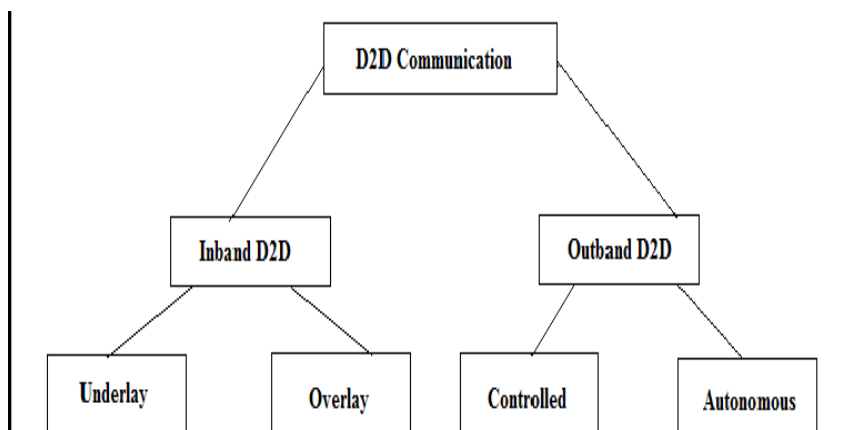 D2D Communication
Inband D2D
Outband D2D
Underlay
Overlay
Controlled
Autonomous